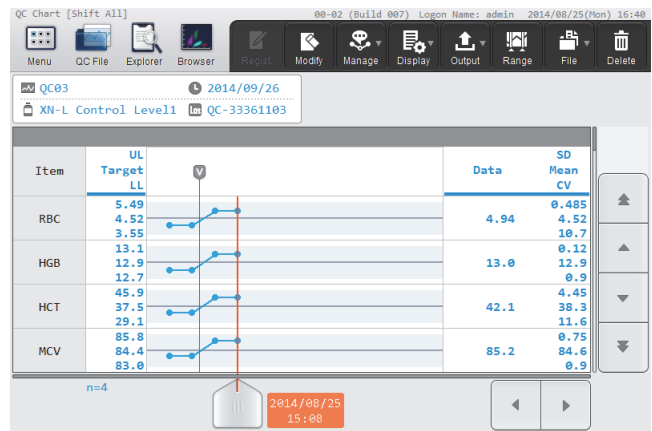 QC Chart [Shift All] 00-02 (Build 007) Logon Name: admin 2014/08/25(Mon) 16:40
Menu QC File Explorer Browser Regist Modify Manage Display Output Range File Delete
QC03 2014/09/26
XN-L Control Level1 Lot QC-33361103
Item UL Target LL V Data SD Mean CV
RBC 5.49 4.52 3.55 4.94 0.485 4.52 10.7
HGB 13.1 12.9 12.7 13.0 0.12 12.9 0.9
HCT 45.9 37.5 29.1 42.1 4.45 38.3 11.6
MCV 85.8 84.4 83.0 85.2 0.75 84.6 0.9
n=4
2014/08/25
15:08